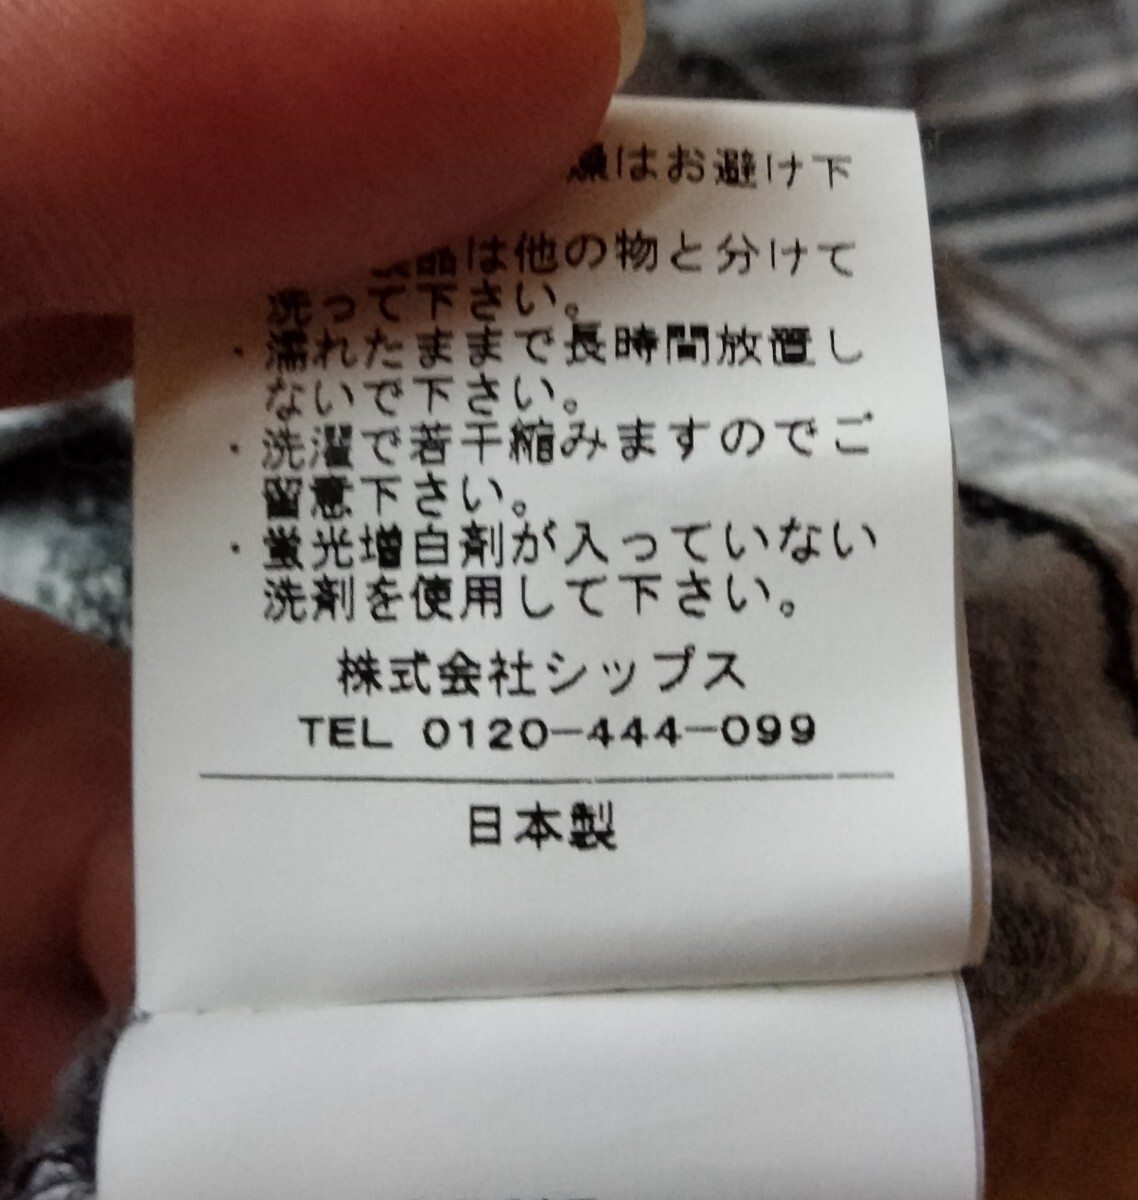 燥はお避け下
品は他の物と分けて
洗って下さい。
・濡れたままで長時間放置し
ないで下さい。
・洗濯で若干縮みますのでご
留意下さい。
・蛍光増白剤が入っていない
洗剤を使用して下さい。
株式会社シップス
TEL 0120-444-099
日本製